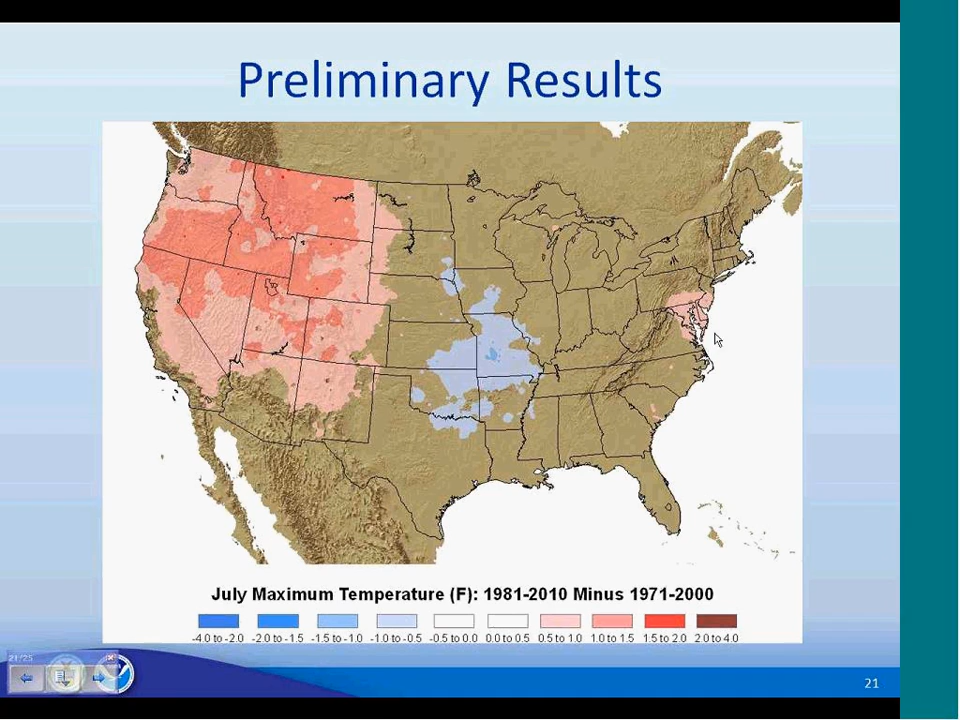 Preliminary Results
July Maximum Temperature (F): 1981-2010 Minus 1971-2000
-4.0 to -2.0 -2.0 to -1.5 -1.5 to -1.0 -1.0 to -0.5 -0.5 to 0.0 0.0 to 0.5 0.5 to 1.0 1.0 to 1.5 1.5 to 2.0 2.0 to 4.0
21/25
21